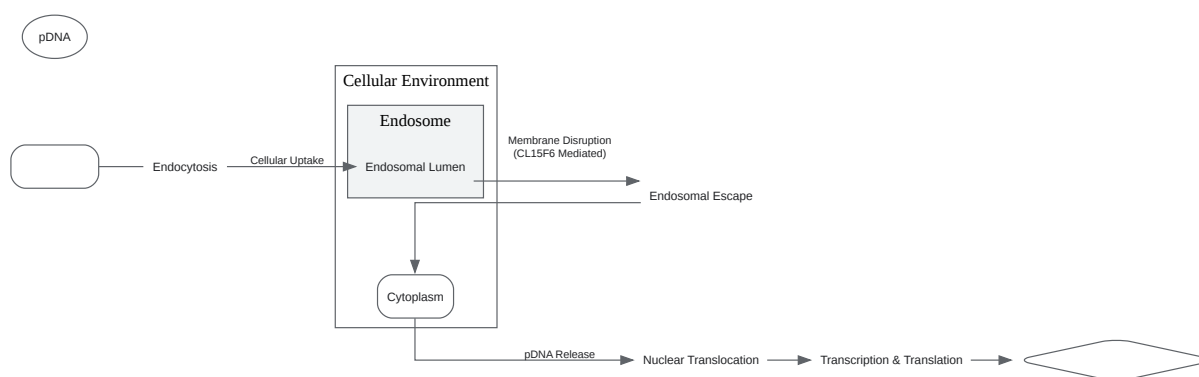 pDNA
Cellular Environment
Endosome
Membrane Disruption
(CL15F6 Mediated)
Endocytosis
Cellular Uptake
Endosomal Lumen
Endosomal Escape
Cytoplasm
pDNA Release
Nuclear Translocation
Transcription & Translation